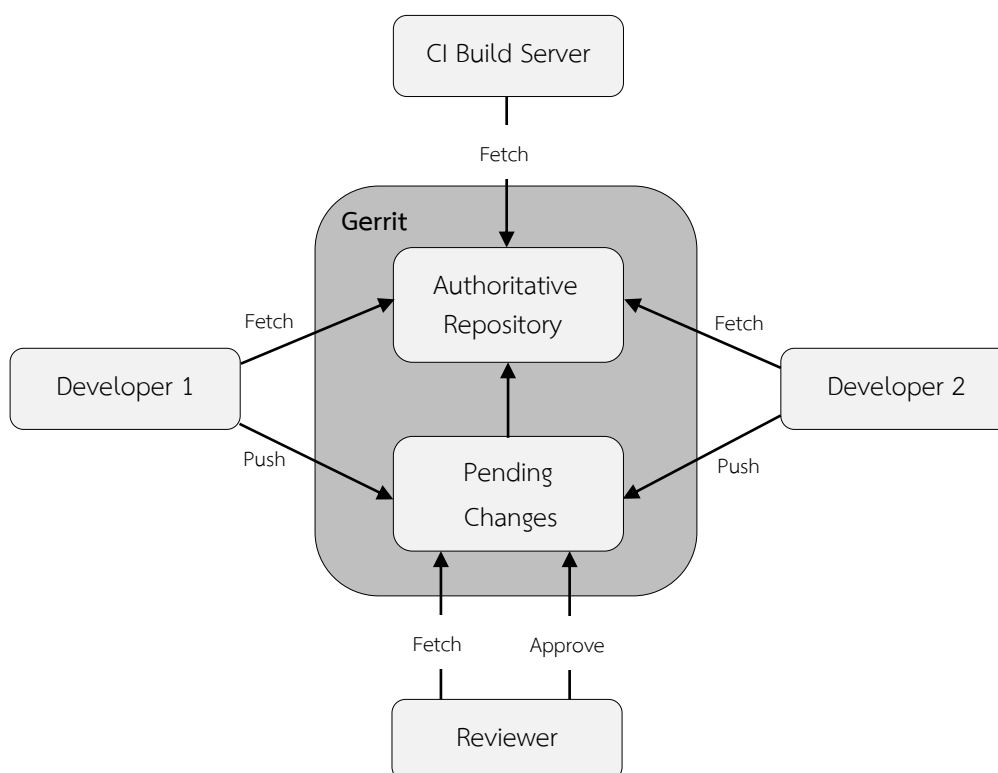 CI Build Server
Fetch
Gerrit
Authoritative
Repository
Fetch
Fetch
Developer 1
Developer 2
Push
Pending
Changes
Push
Fetch
Approve
Reviewer